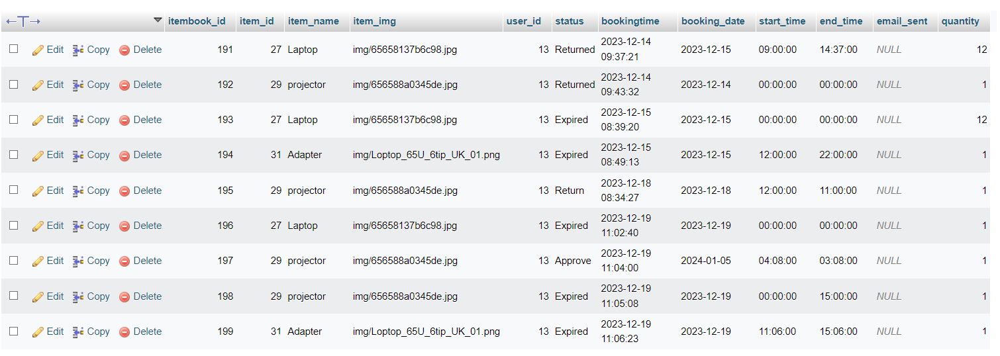 itembook_id item_id item_name item_img user_id status bookingtime booking_date start_time end_time email_sent quantity
Edit Copy Delete 191 27 Laptop img/65658137b6c98.jpg 13 Returned 2023-12-14 09:37:21 2023-12-15 09:00:00 14:37:00 NULL 12
Edit Copy Delete 192 29 projector img/656588a0345de.jpg 13 Returned 2023-12-14 09:43:32 2023-12-14 00:00:00 00:00:00 NULL 1
Edit Copy Delete 193 27 Laptop img/65658137b6c98.jpg 13 Expired 2023-12-15 08:39:20 2023-12-15 00:00:00 00:00:00 NULL 12
Edit Copy Delete 194 31 Adapter img/Loptop_65U_6tip_UK_01.png 13 Expired 2023-12-15 08:49:13 2023-12-15 12:00:00 22:00:00 NULL 1
Edit Copy Delete 195 29 projector img/656588a0345de.jpg 13 Return 2023-12-18 08:34:27 2023-12-18 12:00:00 11:00:00 NULL 1
Edit Copy Delete 196 27 Laptop img/65658137b6c98.jpg 13 Expired 2023-12-19 11:02:40 2023-12-19 00:00:00 00:00:00 NULL 1
Edit Copy Delete 197 29 projector img/656588a0345de.jpg 13 Approve 2023-12-19 11:04:00 2024-01-05 04:08:00 03:08:00 NULL 1
Edit Copy Delete 198 29 projector img/656588a0345de.jpg 13 Expired 2023-12-19 11:05:08 2023-12-19 00:00:00 15:00:00 NULL 1
Edit Copy Delete 199 31 Adapter img/Loptop_65U_6tip_UK_01.png 13 Expired 2023-12-19 11:06:23 2023-12-19 11:06:00 15:06:00 NULL 1